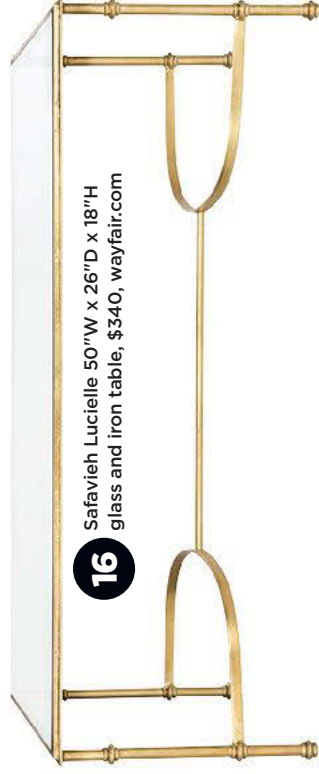 16
Safavieh Lucielle 50"W x 26"D x 18"H
glass and iron table, $340, wayfair.com